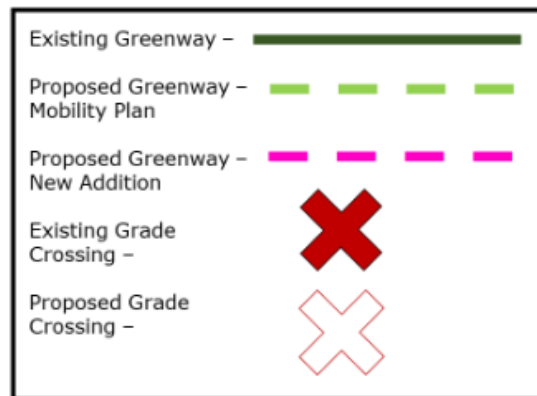 Existing Greenway –
Proposed Greenway –
Mobility Plan
Proposed Greenway –
New Addition
Existing Grade
Crossing –
Proposed Grade
Crossing –